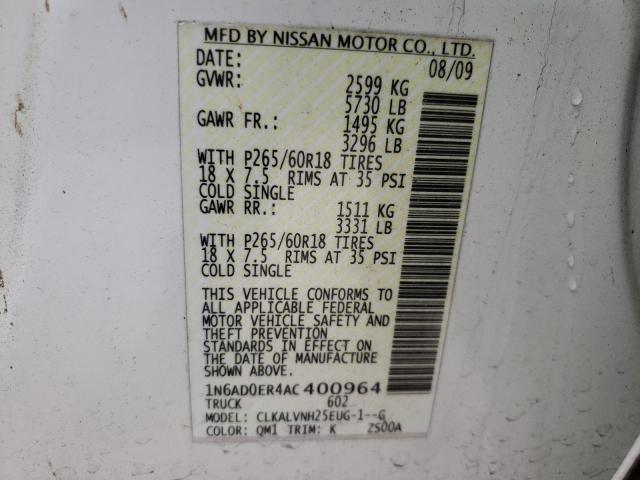 MFD BY NISSAN MOTOR CO., LTD.
DATE: 08/09
GVWR: 2599 KG
5730 LB
GAWR FR.: 1495 KG
3296 LB
WITH P265/60R18 TIRES
18 X 7.5 RIMS AT 35 PSI
COLD SINGLE
GAWR RR.: 1511 KG
3331 LB
WITH P265/60R18 TIRES
18 X 7.5 RIMS AT 35 PSI
COLD SINGLE
THIS VEHICLE CONFORMS TO
ALL APPLICABLE FEDERAL
MOTOR VEHICLE SAFETY AND
THEFT PREVENTION
STANDARDS IN EFFECT ON
THE DATE OF MANUFACTURE
SHOWN ABOVE.
1N6AD0ER4AC400964
TRUCK 602
MODEL: CLKALVNH25EUG-1--G
COLOR: QM1 TRIM: K ZS00A